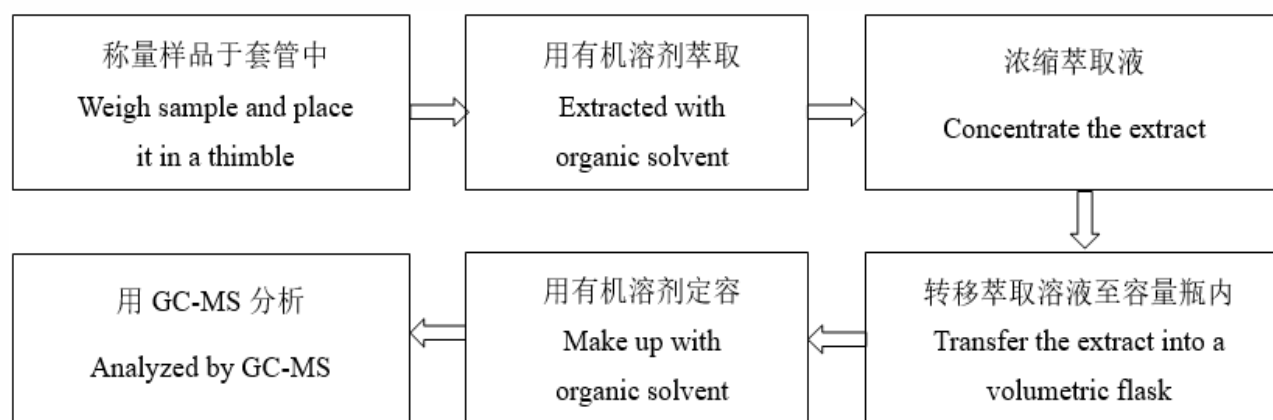 称量样品于套管中
Weigh sample and place
it in a thimble
用有机溶剂萃取
Extracted with
organic solvent
浓缩萃取液
Concentrate the extract
转移萃取溶液至容量瓶内
Transfer the extract into a
volumetric flask
用有机溶剂定容
Make up with
organic solvent
用 GC-MS 分析
Analyzed by GC-MS